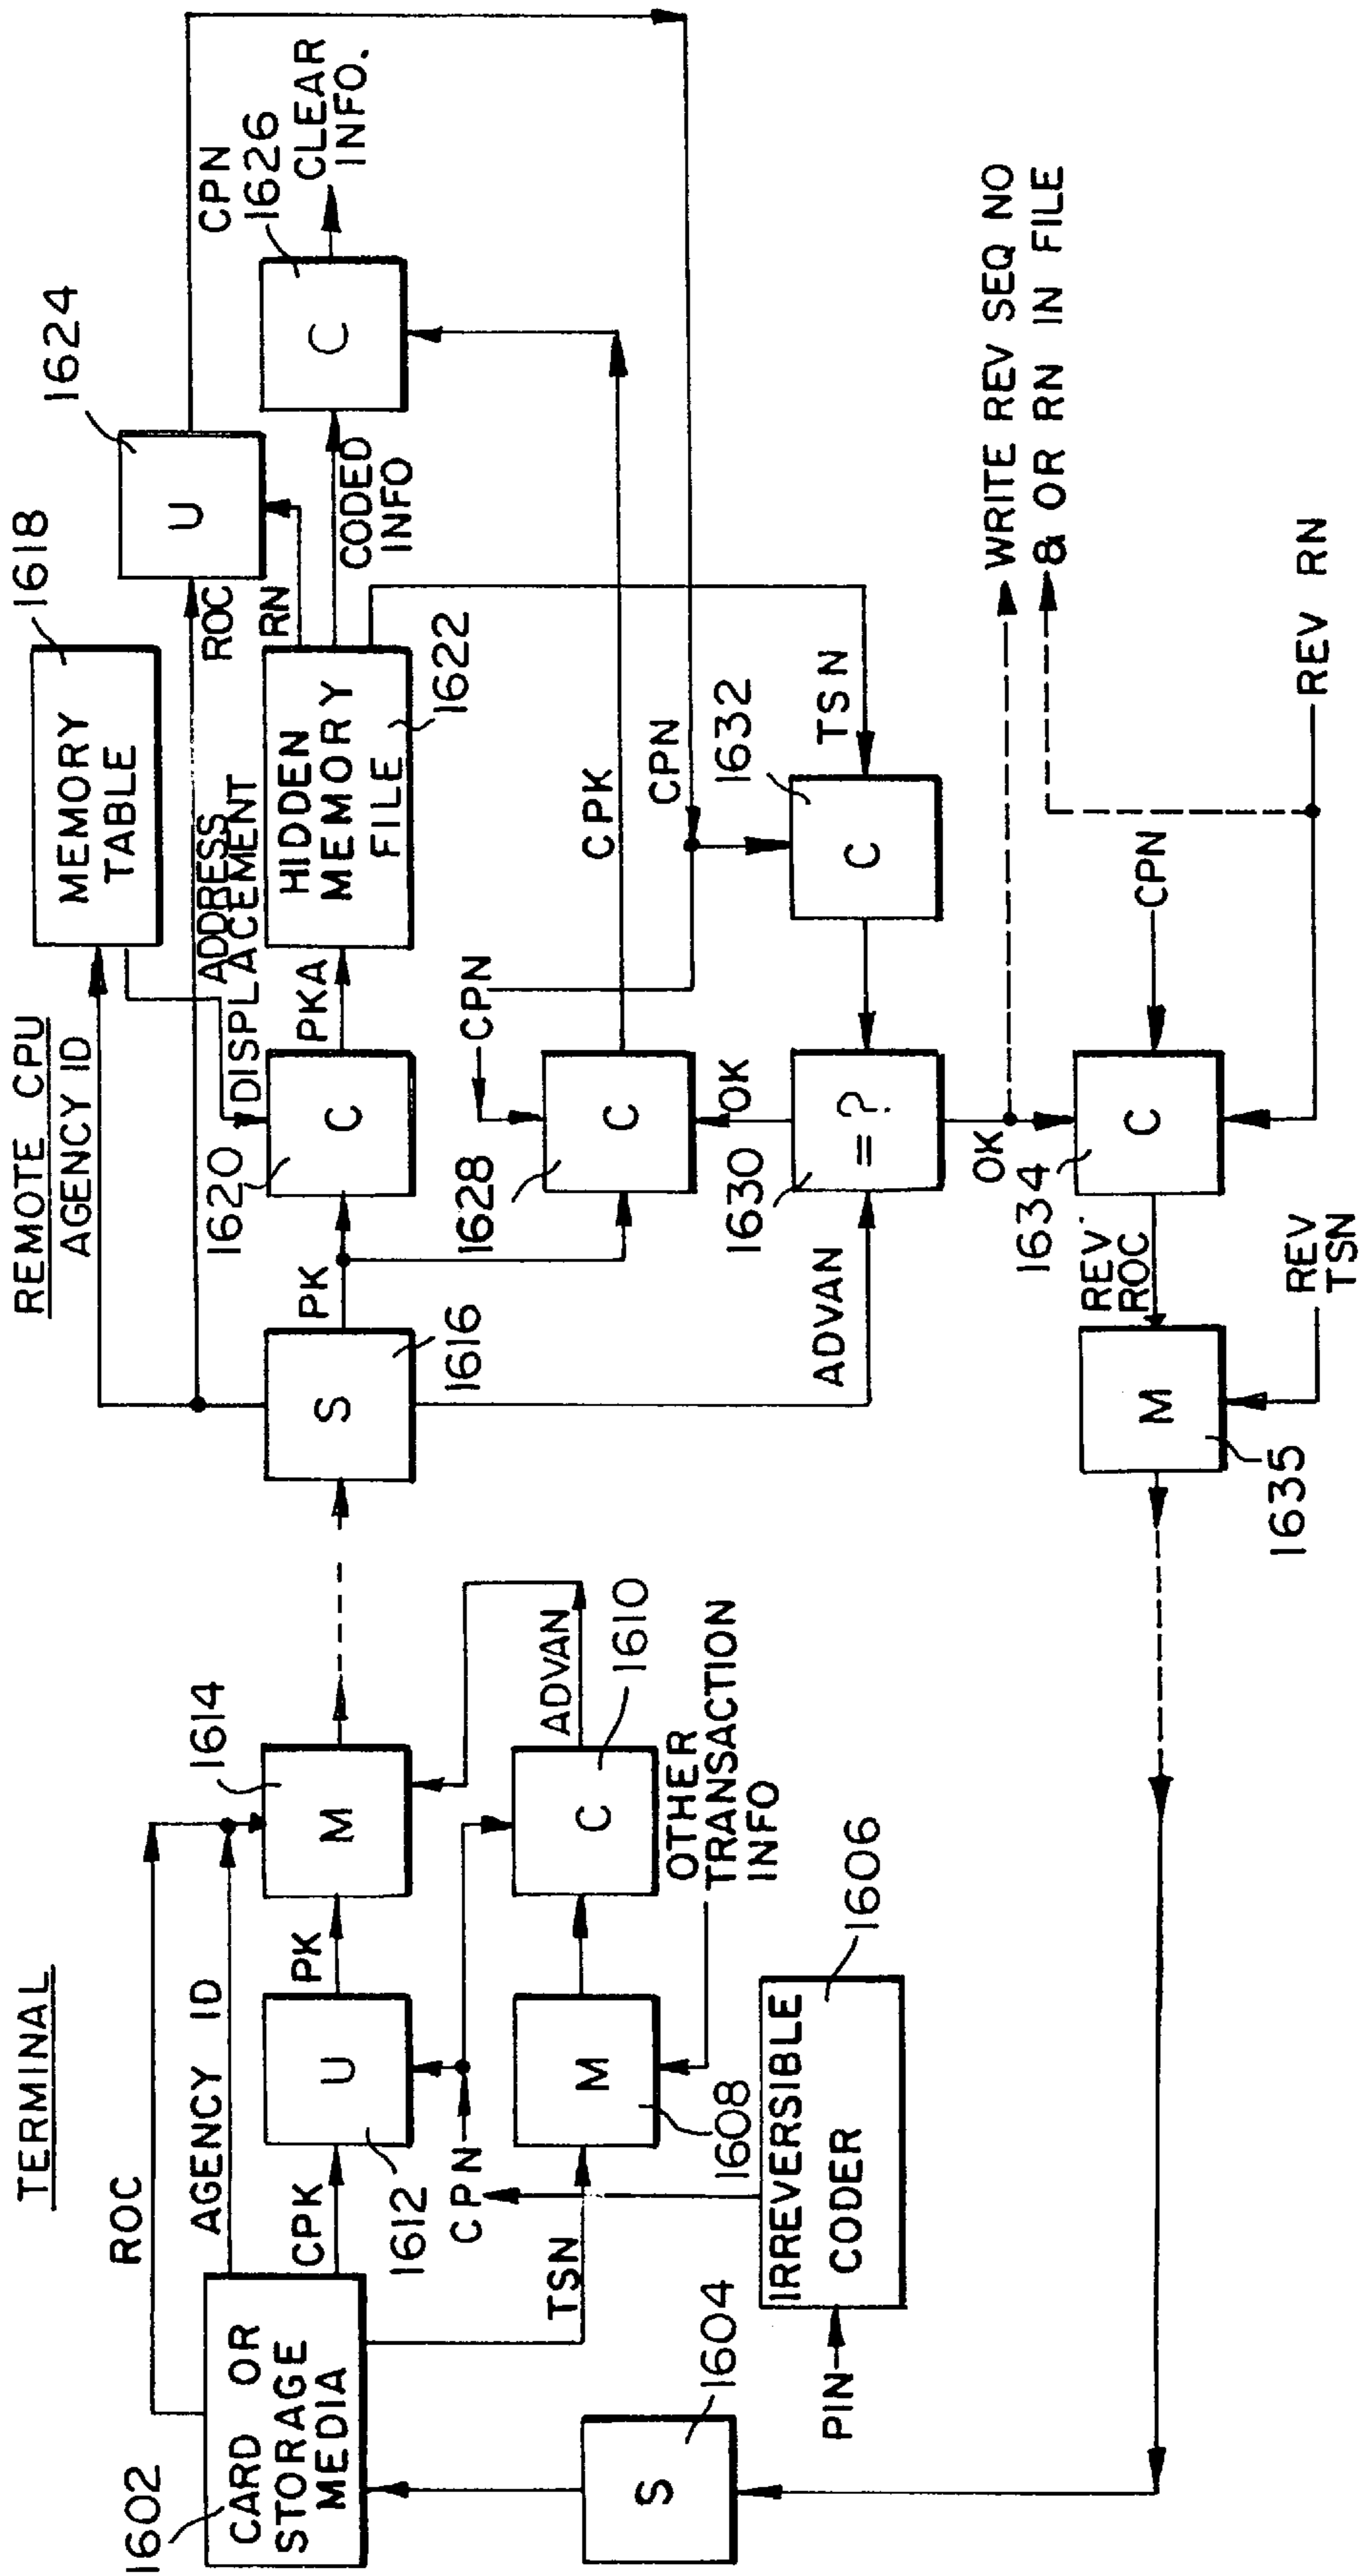 TERMINAL
ROC
AGENCY ID
1602
CARD OR
STORAGE
MEDIA
CPK
U
1612
PK
M
1614
CPN
TSN
M
1608
C
1610
ADVAN
OTHER
TRANSACTION
INFO
S
1604
PIN
IRREVERSIBLE
CODER
1606
REMOTE CPU
AGENCY ID
MEMORY
TABLE
1618
S
1616
PK
1620
C
ADDRESS
DISPLACEMENT
PKA
HIDDEN
MEMORY
FILE
1622
ROC
RN
U
1624
CPN
CODED
INFO
C
1626
CLEAR
INFO.
CPN
1628
C
CPK
CPN
OK
ADVAN
1630
= ?
1632
C
TSN
OK
WRITE REV SEQ NO
& OR RN IN FILE
1634
C
CPN
REV RN
REV
ROC
M
1635
REV
TSN